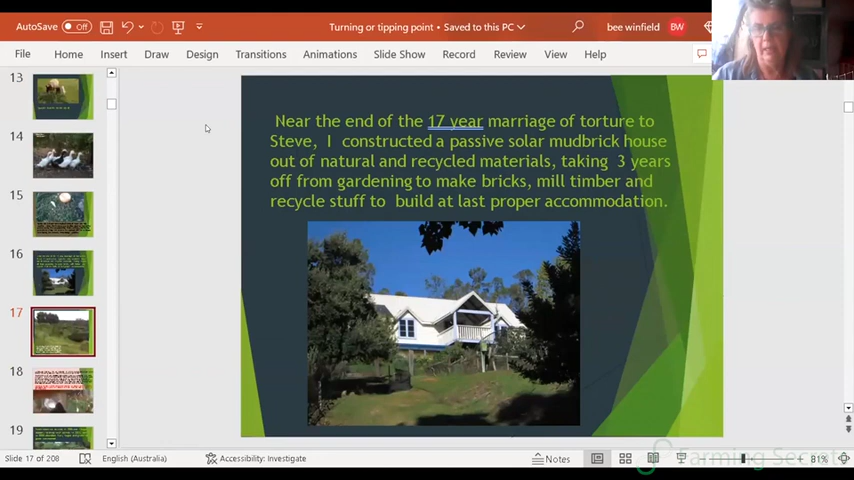 AutoSave
Off
Turning or tipping point • Saved to this PC
bee winfield
BW
File
Home
Insert
Draw
Design
Transitions
Animations
Slide Show
Record
Review
View
Help
13
14
15
16
17
18
19
Near the end of the 17 year marriage of torture to
Steve, I constructed a passive solar mudbrick house
out of natural and recycled materials, taking 3 years
off from gardening to make bricks, mill timber and
recycle stuff to build at last proper accommodation.
Slide 17 of 208
English (Australia)
Accessibility: Investigate
Notes
81%
Farming Secrets